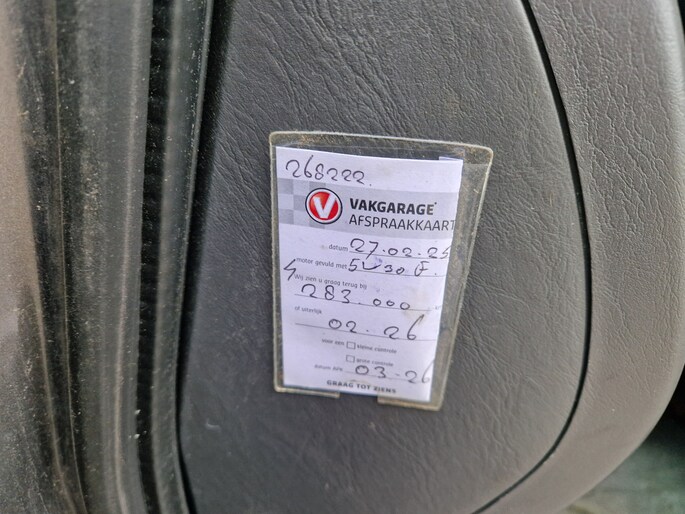 268222.
V VAKGARAGE
AFSPRAAKKAART
datum 27.02.25
motor gevuld met 5W30 F.
Wij zien u graag terug bij
283.000
of uiterlijk
02.26
voor een kleine controle
grote controle
datum apk 03-26
GRAAG TOT ZIENS